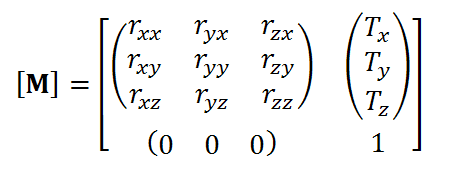 r_xx r_yx r_zx T_x
[M] = r_xy r_yy r_zy T_y
r_xz r_yz r_zz T_z
(0 0 0) 1